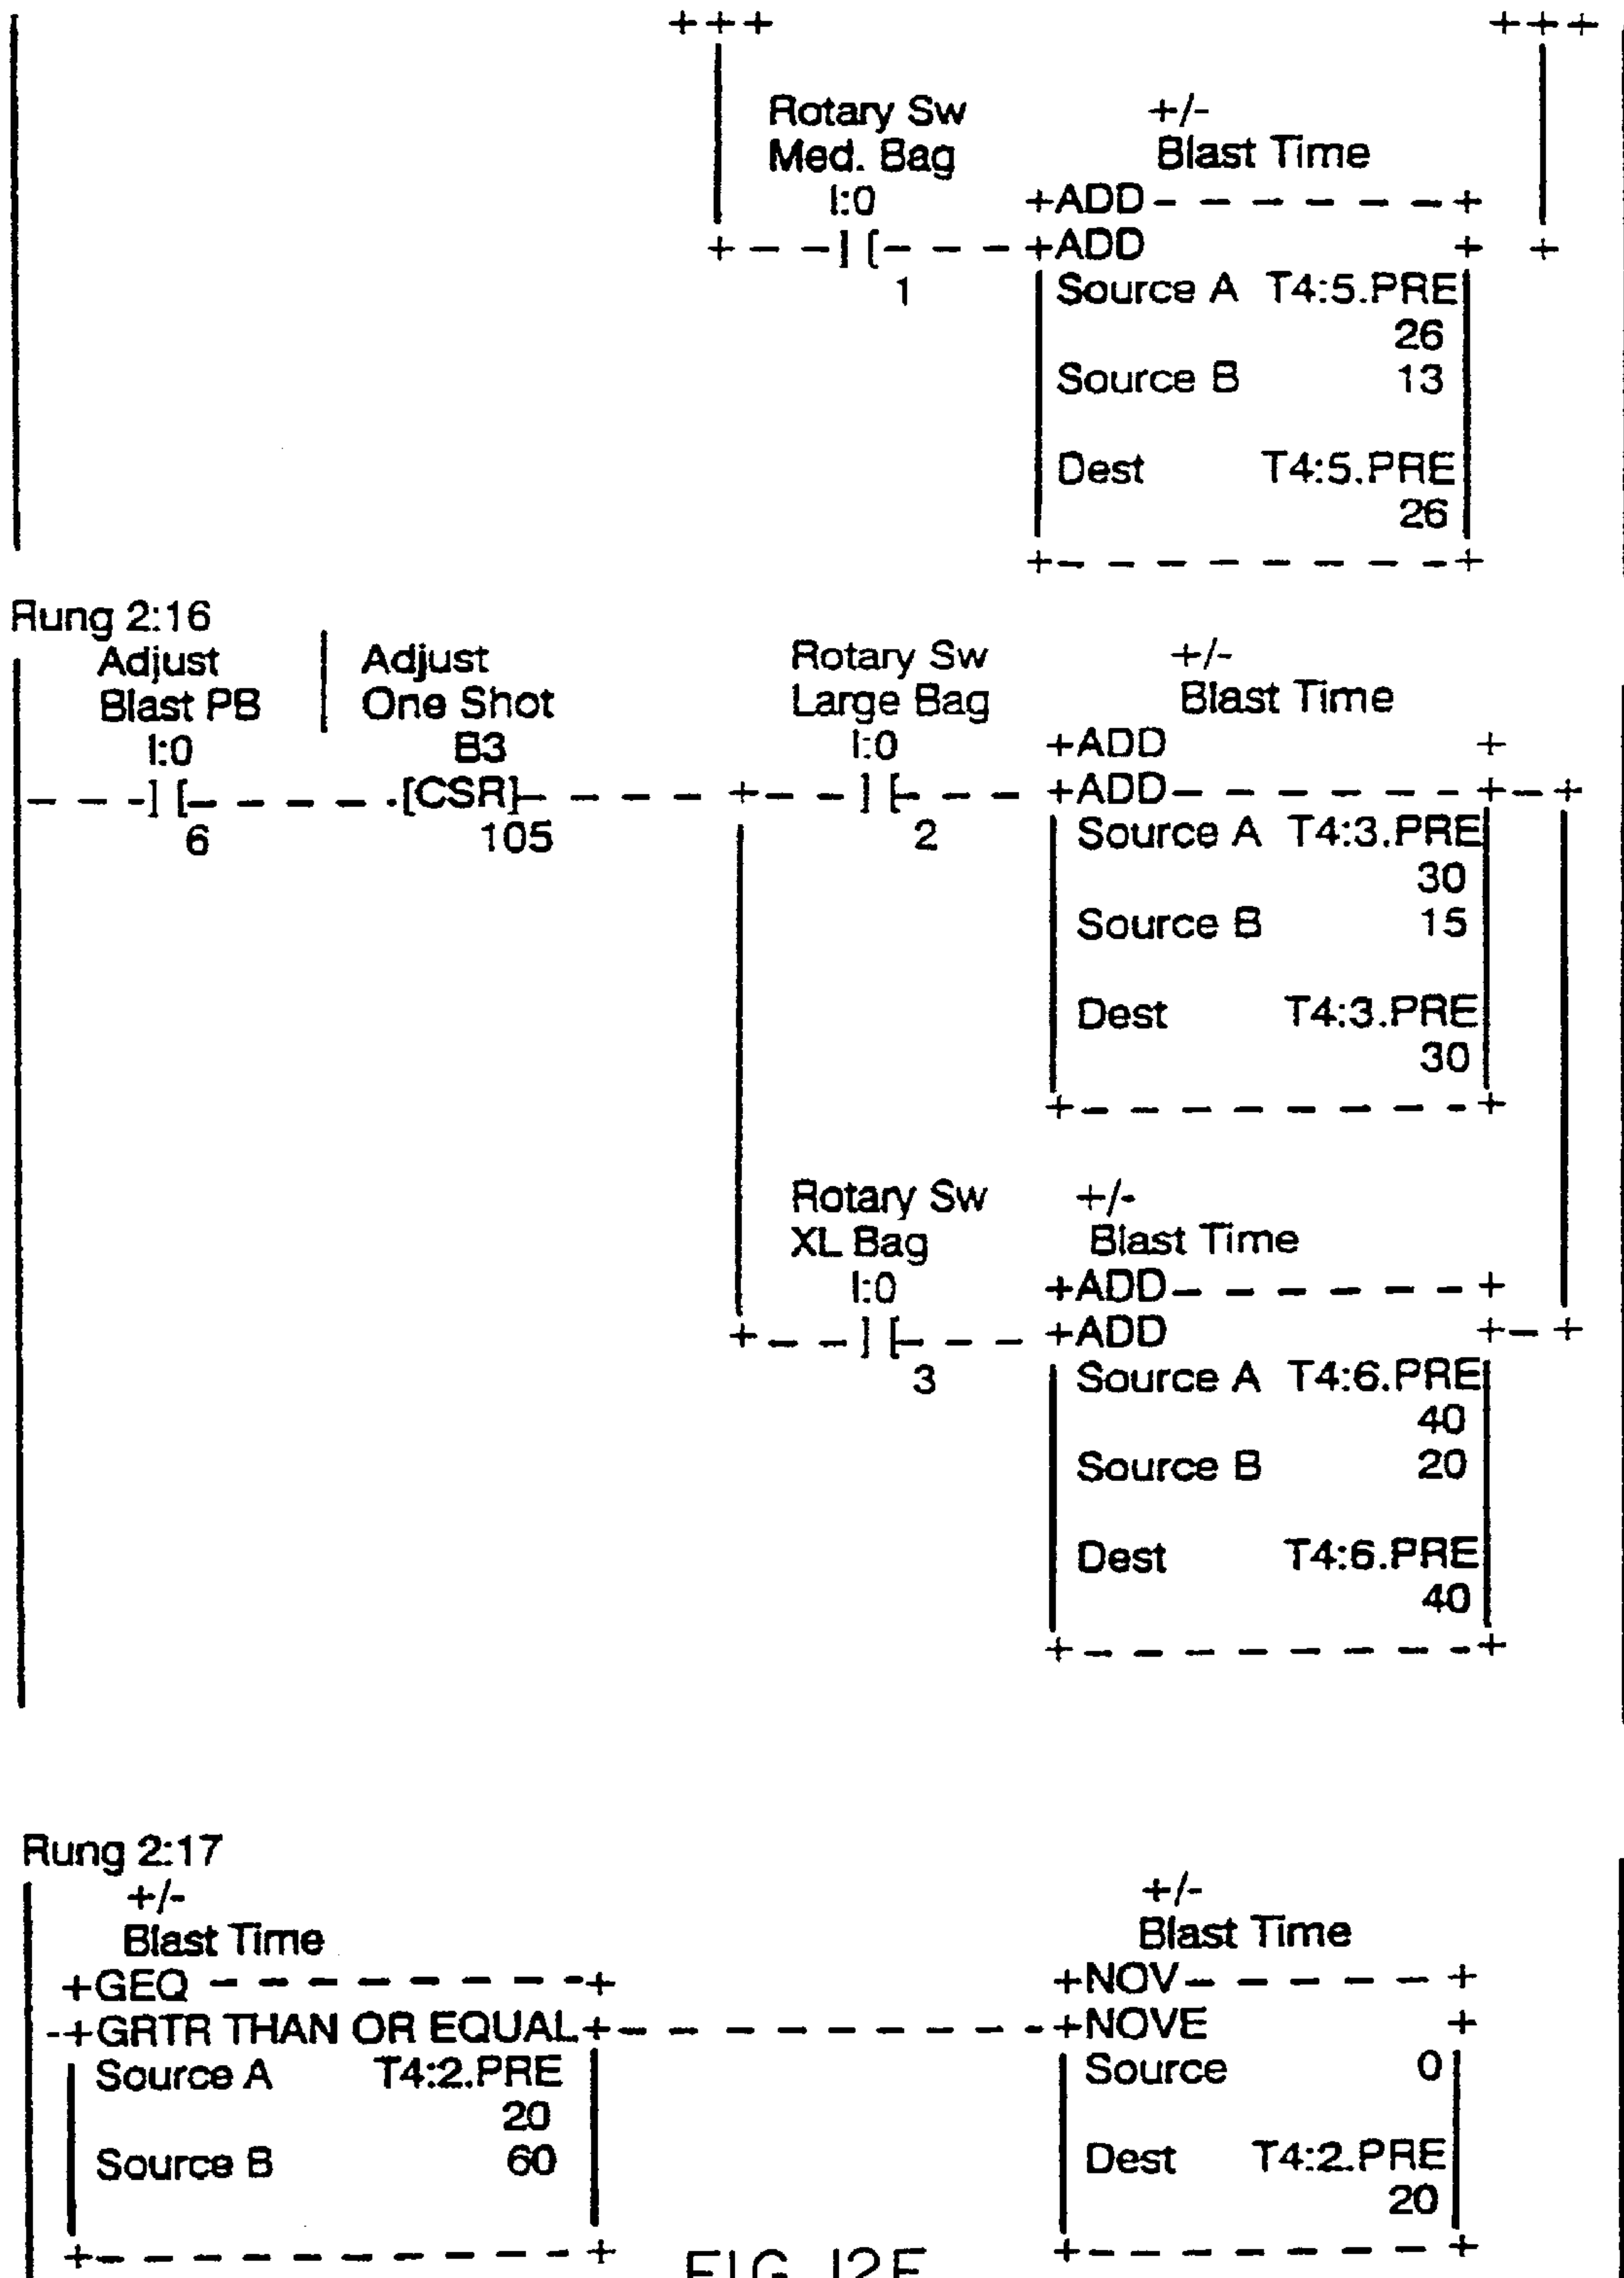 +++ +++
Rotary Sw +/-
Med. Bag Blast Time
I:0 +ADD- - - - - - -+
+- - -] [- - - +ADD + +
1 Source A T4:5.PRE
26
Source B 13
Dest T4:5.PRE
26
+- - - - - - - -+
Rung 2:16
Adjust Adjust Rotary Sw +/-
Blast PB One Shot Large Bag Blast Time
I:0 B3 I:0 +ADD +
- - -] [- - - - -[CSR]- - - - +- - -] [- - - +ADD- - - - - - -+-+
6 105 2 Source A T4:3.PRE
30
Source B 15
Dest T4:3.PRE
30
+- - - - - - - -+
Rotary Sw +/-
XL Bag Blast Time
I:0 +ADD- - - - - - -+
+- - -] [- - - +ADD +-+
3 Source A T4:6.PRE
40
Source B 20
Dest T4:6.PRE
40
+- - - - - - - -+
Rung 2:17
+/- +/-
Blast Time Blast Time
+GEQ - - - - - - - -+ +NOV- - - - - +
-+GRTR THAN OR EQUAL+- - - - - - - - -+NOVE +
Source A T4:2.PRE Source 0
20
Source B 60 Dest T4:2.PRE
20
+- - - - - - - - - -+ +- - - - - - - +
FIG. 12E